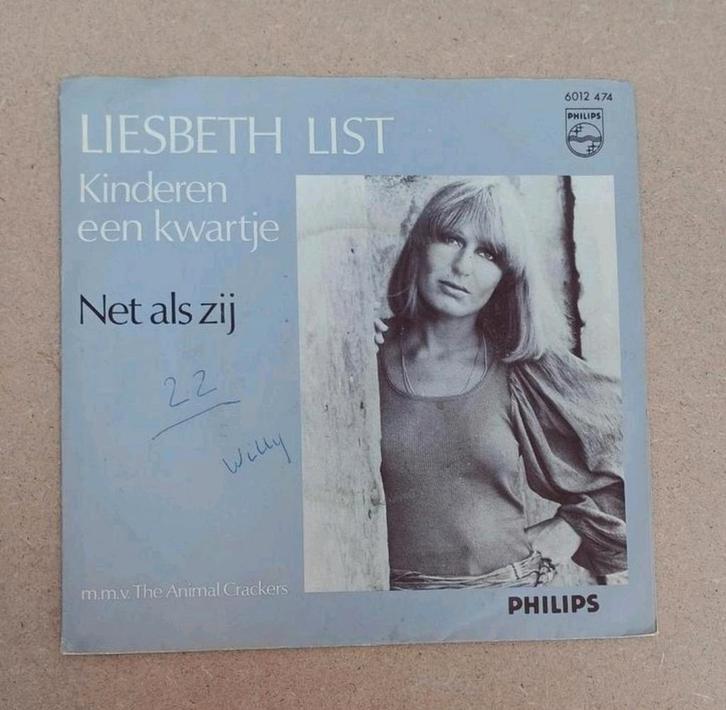 6012 474
PHILIPS
LIESBETH LIST
Kinderen
een kwartje
Net als zij
22
Willy
m.m.v. The Animal Crackers
PHILIPS